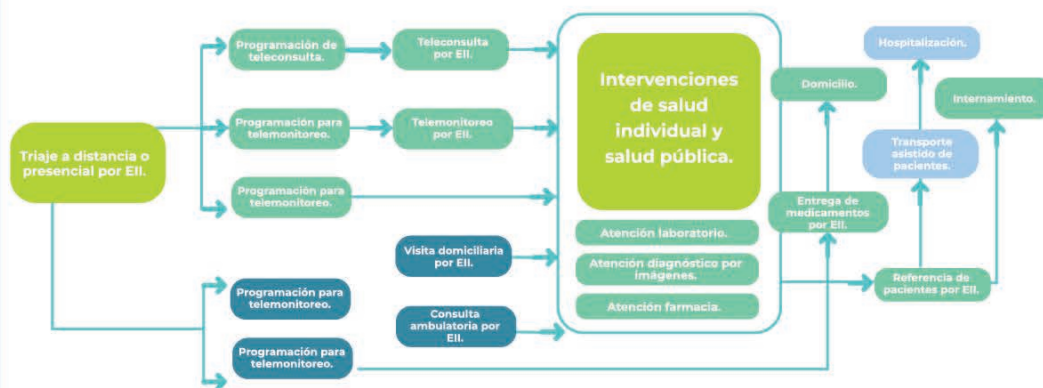 Triaje a distancia o
presencial por EII.
Programación de
teleconsulta.
Teleconsulta
por EII.
Programación para
telemonitoreo.
Telemonitoreo
por EII.
Programación para
telemonitoreo.
Visita domiciliaria
por EII.
Programación para
telemonitoreo.
Consulta
ambulatoria por
EII.
Programación para
telemonitoreo.
Intervenciones
de salud
individual y
salud pública.
Atención laboratorio.
Atención diagnóstico por
imágenes.
Atención farmacia.
Domicilio.
Entrega de
medicamentos
por EII.
Hospitalización.
Transporte
asistido de
pacientes.
Internamiento.
Referencia de
pacientes por EII.